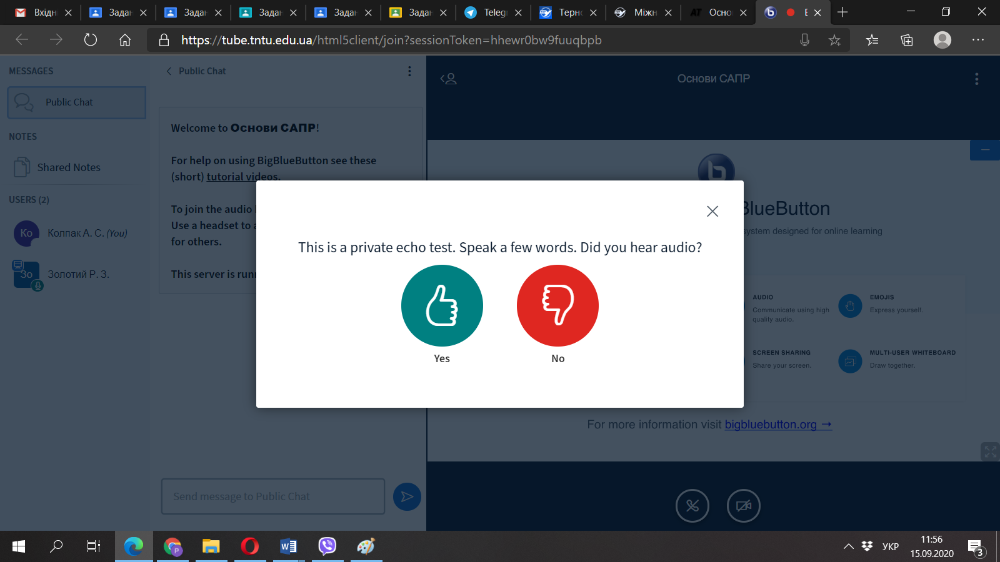 Вхідн
Задан
Задан
Задан
Задан
Задан
Telegr
Терно
Міжн
Осно
https://tube.tntu.edu.ua/html5client/join?sessionToken=hhewr0bw9fuuqbpb
MESSAGES
Public Chat
NOTES
Shared Notes
USERS (2)
Ko
Колпак А. С. (You)
Зо
Золотий Р. З.
Public Chat
Welcome to Основи САПР!
For help on using BigBlueButton see these
(short) tutorial videos.
To join the audio
Use a headset to a
for others.
This server is run
Send message to Public Chat
Основи САПР
BlueButton
system designed for online learning
AUDIO
Communicate using high
quality audio.
EMOJIS
Express yourself.
SCREEN SHARING
Share your screen.
MULTI-USER WHITEBOARD
Draw together.
For more information visit bigbluebutton.org →
This is a private echo test. Speak a few words. Did you hear audio?
Yes
No
УКР
11:56
15.09.2020
3